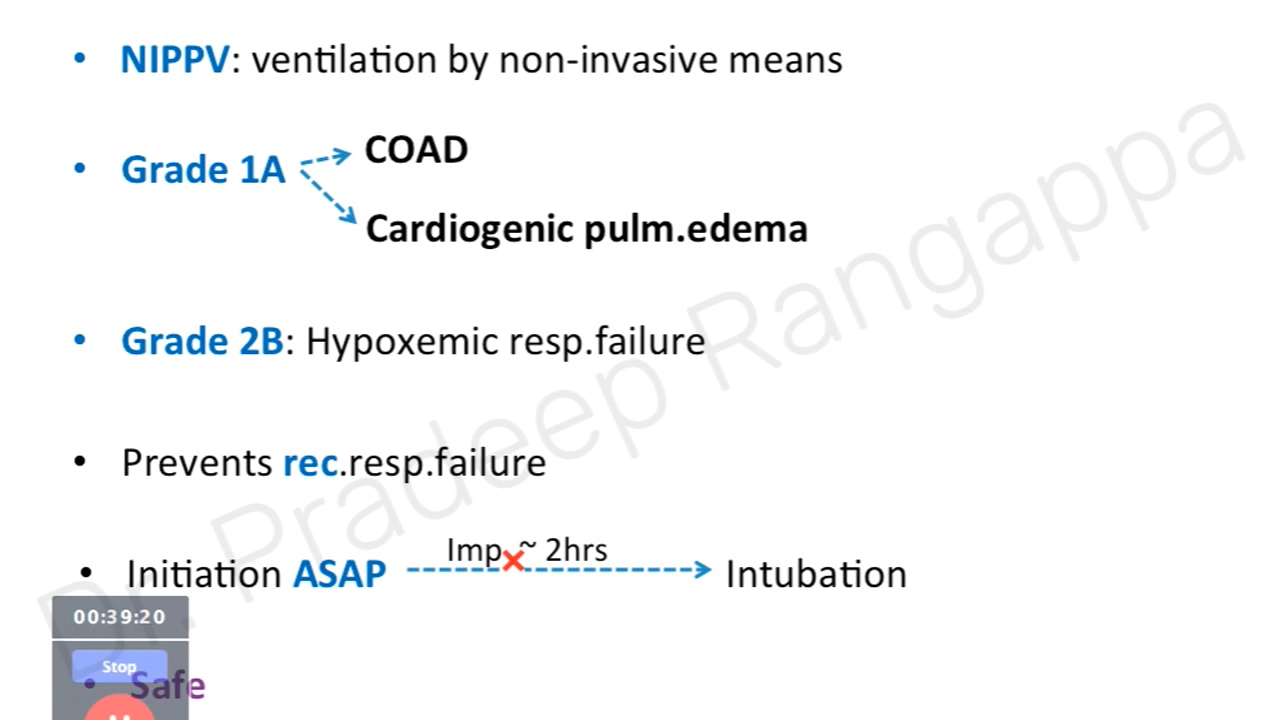 • NIPPV: ventilation by non-invasive means
• Grade 1A
COAD
Cardiogenic pulm.edema
• Grade 2B: Hypoxemic resp.failure
• Prevents rec.resp.failure
• Initiation ASAP
Imp ~ 2hrs
Intubation
• Safe
00:39:20
Stop
Dr. Pradeep Rangappa